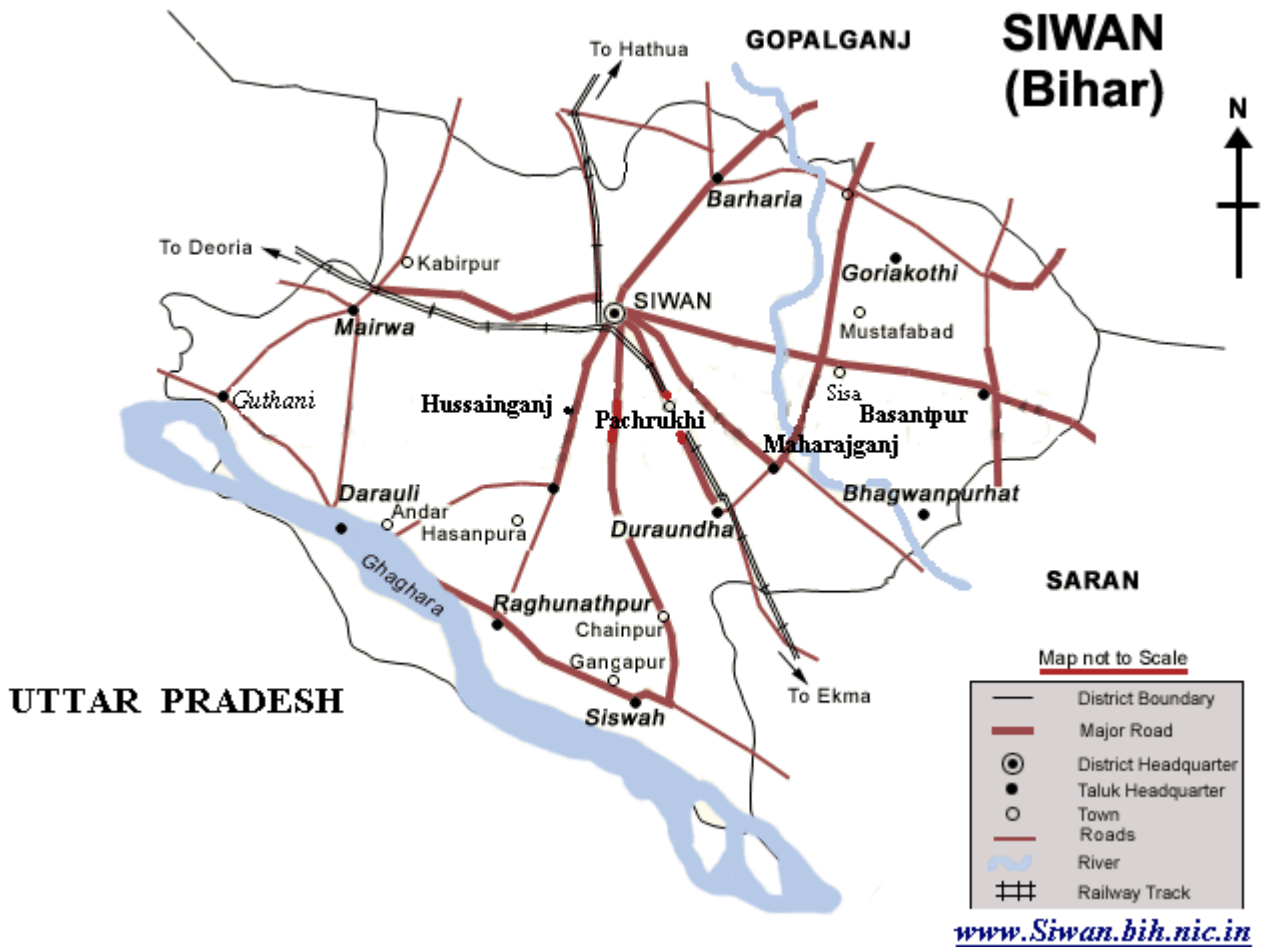 SIWAN
(Bihar)
GOPALGANJ
To Hathua
N
Barharia
To Deoria
Kabirpur
Goriakothi
SIWAN
Mairwa
Mustafabad
Guthani
Hussainganj
Pachrukhi
Sisa
Basantpur
Maharajganj
Darauli
Andar
Hasanpura
Duraundha
Bhagwanpurhat
Ghaghara
Raghunathpur
Chainpur
SARAN
Gangapur
Siswah
To Ekma
UTTAR PRADESH
Map not to Scale
District Boundary
Major Road
District Headquarter
Taluk Headquarter
Town
Roads
River
Railway Track
www.Siwan.bih.nic.in